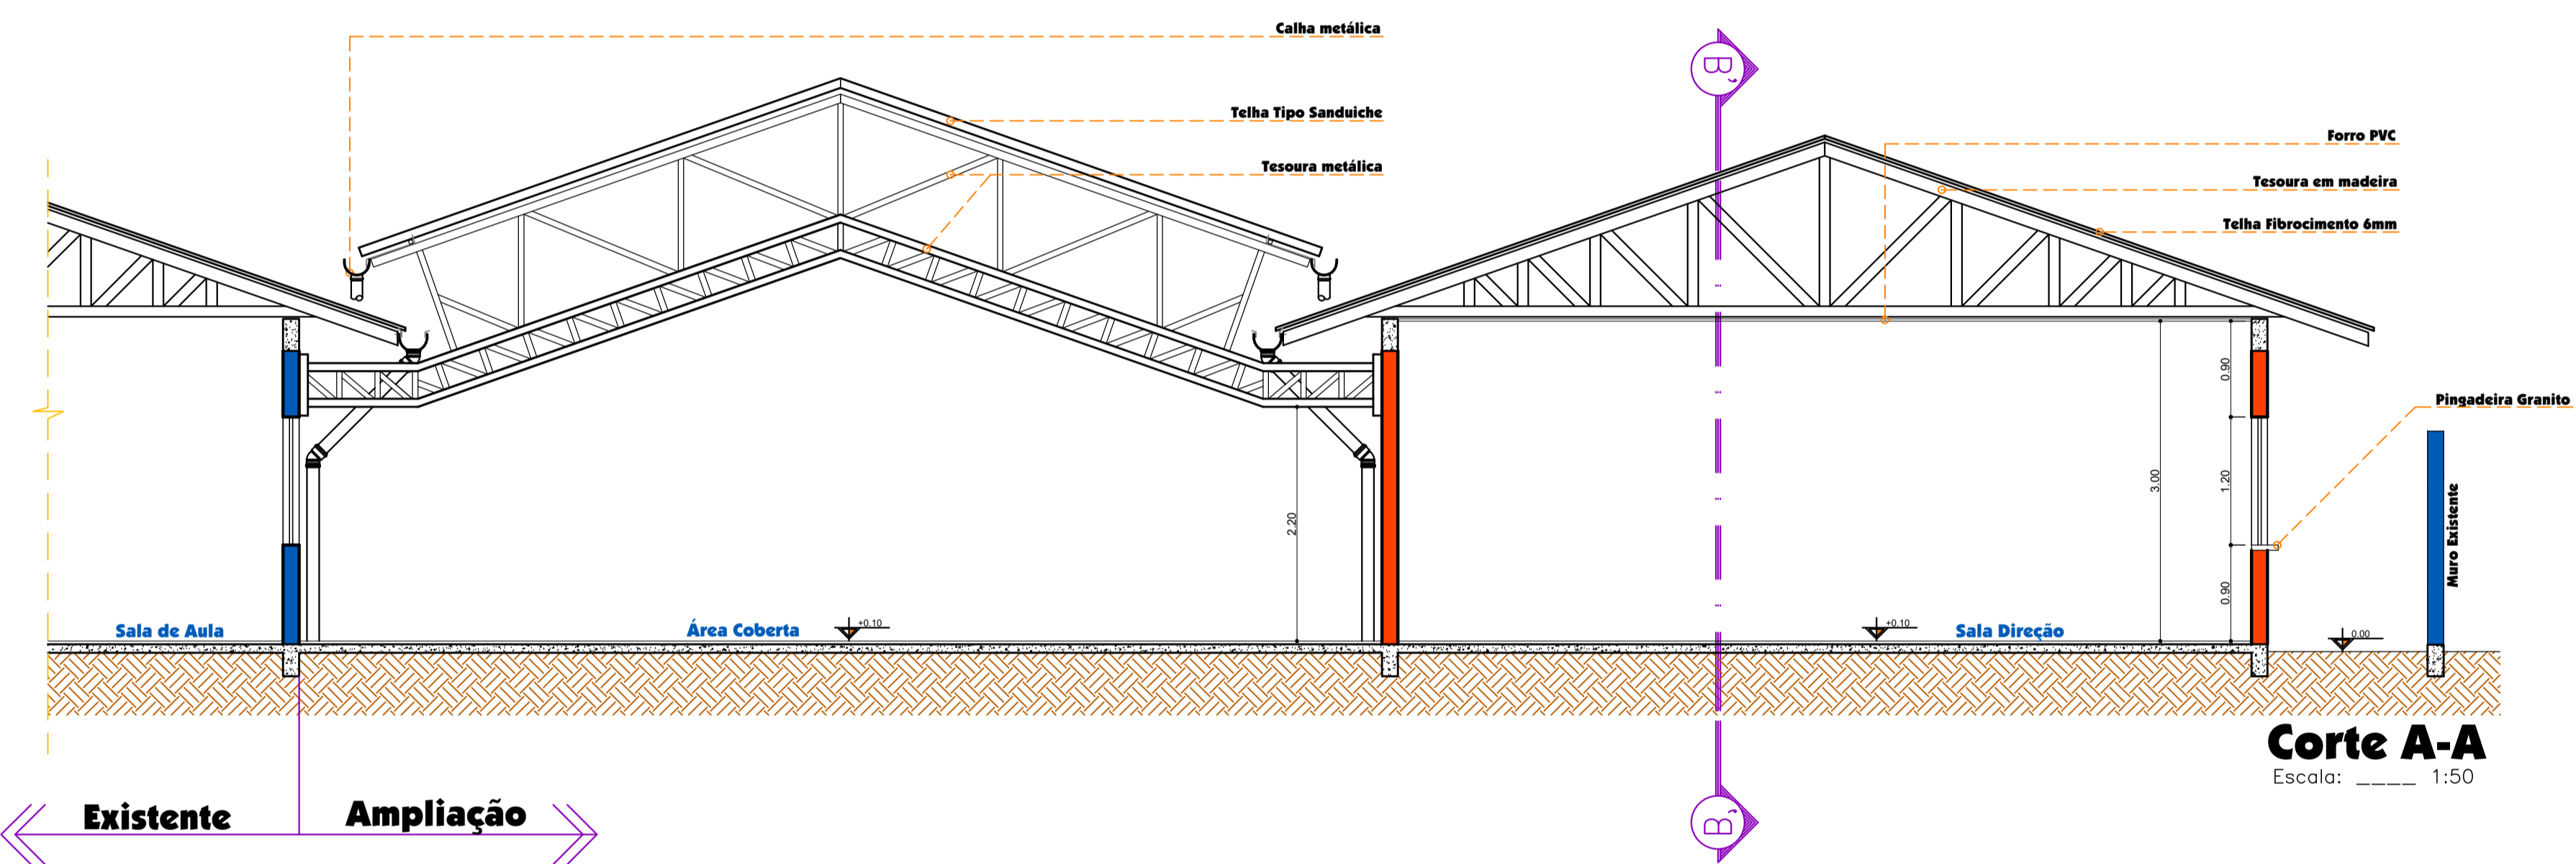 Calha metálica
Telha Tipo Sanduiche
Tesoura metálica
B'
Forro PVC
Tesoura em madeira
Telha Fibrocimento 6mm
Pingadeira Granito
0.90
3.00
1.20
2.20
0.90
Muro Existente
Sala de Aula
Área Coberta
+0.10
+0.10
Sala Direção
0.00
Corte A-A
Escala: ____ 1:50
Existente
Ampliação
B'